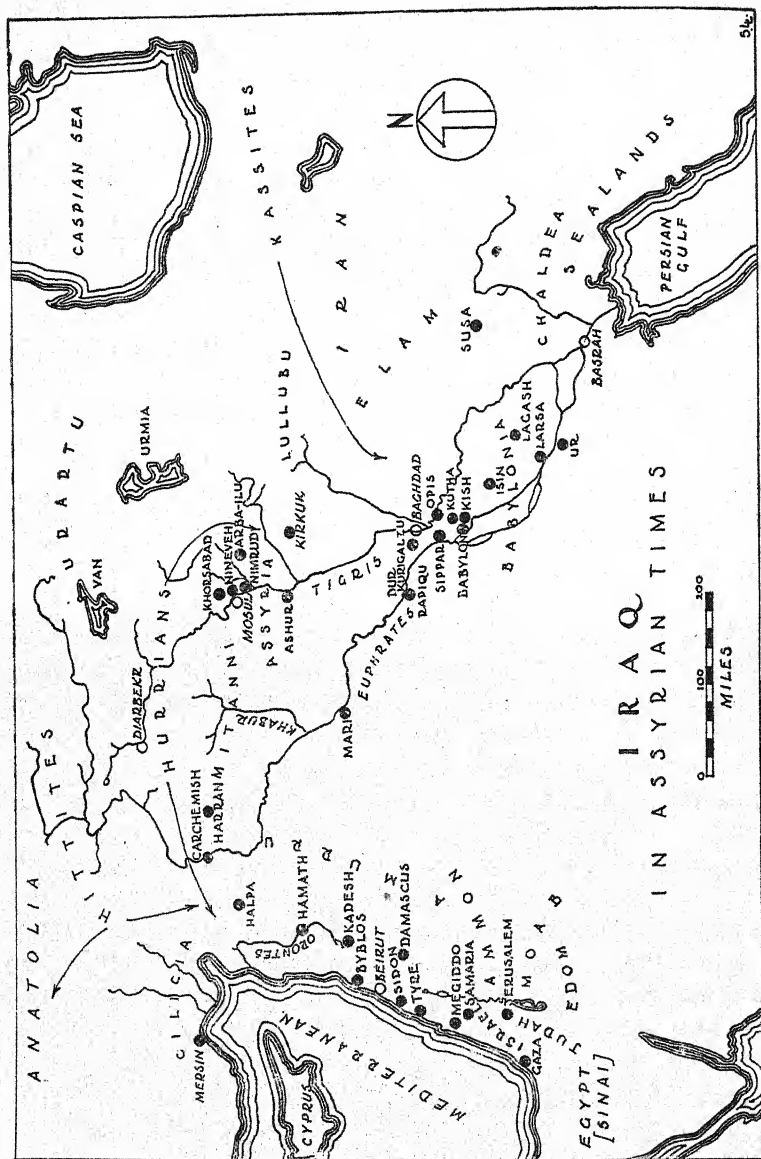 ANATOLIA
HITTITES
CASPIAN SEA
URARTU
VAN
URMIA
CILICIA
MERSIN
CYPRUS
MEDITERRANEAN
DIARBEKR
HURRIANS
CARCHEMISH
HARRAN
MITANNI
KHABUR
HALPA
HAMATH
ORONTES
KADESH
BYBLOS
BEIRUT
SIDON
DAMASCUS
TYRE
MEGIDDO
SAMARIA
ISRAEL
JERUSALEM
JUDAH
GAZA
AMMON
MOAB
EDOM
EGYPT
[SINAI]
KHORSABAD
NINEVEH
MOSUL
NIMRUD
ARBA-ILU
ASSYRIA
ASHUR
KIRKUK
LULLUBU
KASSITES
IRAN
ELAM
N
TIGRIS
EUPHRATES
MARI
DUR
KURIGALTU
RAPIQU
BAGHDAD
OPIS
SIPPAR
KUTHA
KISH
BABYLON
BABYLONIA
ISIN
LAGASH
LARSA
UR
SUSA
CHALDEA
SEALANDS
BASRAH
PERSIAN
GULF
IRAQ
IN ASSYRIAN TIMES
0 100 200
MILES